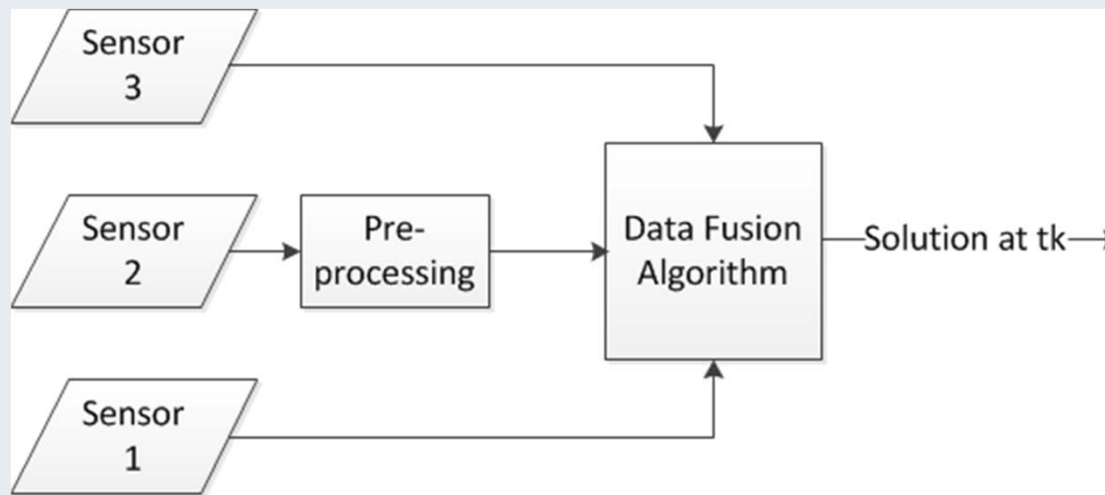 Sensor
3
Sensor
2
Pre-
processing
Data Fusion
Algorithm
Solution at tk
Sensor
1